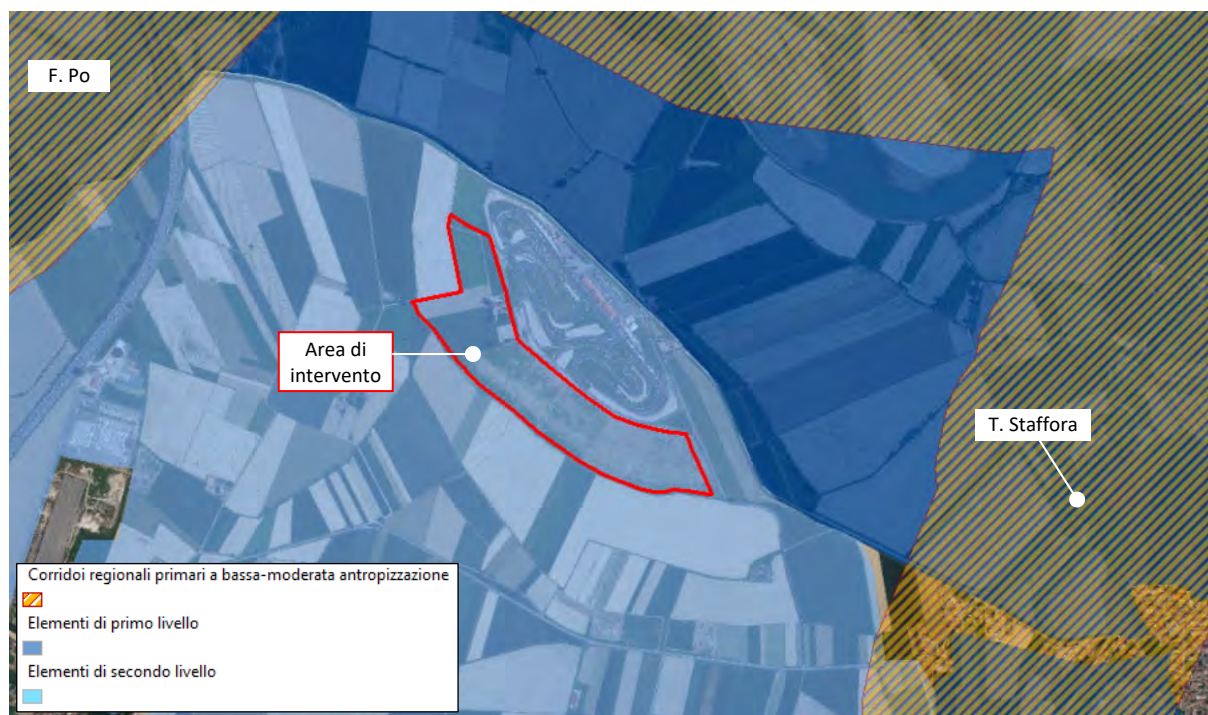 F. Po
Area di
intervento
T. Staffora
Corridoi regionali primari a bassa-moderata antropizzazione
Elementi di primo livello
Elementi di secondo livello